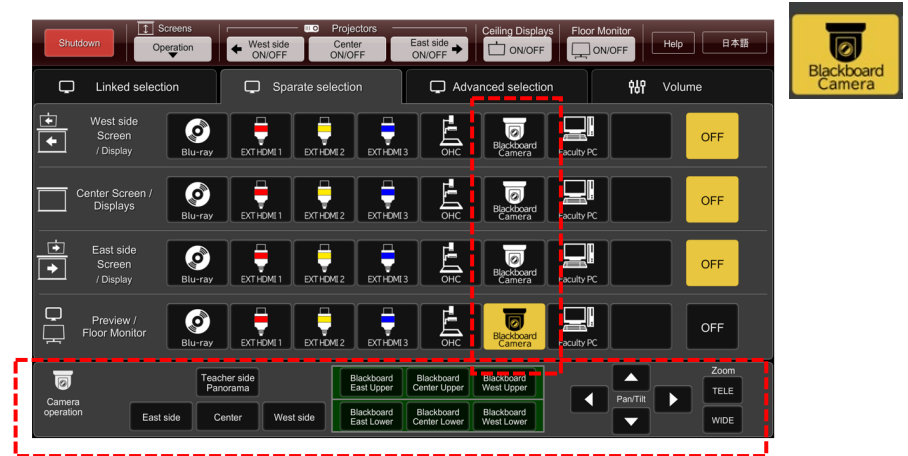 Screens
Projectors
Ceiling Displays
Floor Monitor
Shutdown
Operation
West side
ON/OFF
Center
ON/OFF
East side
ON/OFF
ON/OFF
ON/OFF
Help
日本語
Blackboard
Camera
Linked selection
Sparate selection
Advanced selection
Volume
West side
Screen
/ Display
Blu-ray
EXT HDMI 1
EXT HDMI 2
EXT HDMI 3
OHC
Blackboard
Camera
Faculty PC
OFF
Center Screen /
Displays
Blu-ray
EXT HDMI 1
EXT HDMI 2
EXT HDMI 3
OHC
Blackboard
Camera
Faculty PC
OFF
East side
Screen
/ Display
Blu-ray
EXT HDMI 1
EXT HDMI 2
EXT HDMI 3
OHC
Blackboard
Camera
Faculty PC
OFF
Preview /
Floor Monitor
Blu-ray
EXT HDMI 1
EXT HDMI 2
EXT HDMI 3
OHC
Blackboard
Camera
Faculty PC
OFF
Camera
operation
Teacher side
Panorama
East side
Center
West side
Blackboard
East Upper
Blackboard
Center Upper
Blackboard
West Upper
Blackboard
East Lower
Blackboard
Center Lower
Blackboard
West Lower
Pan/Tilt
Zoom
TELE
WIDE